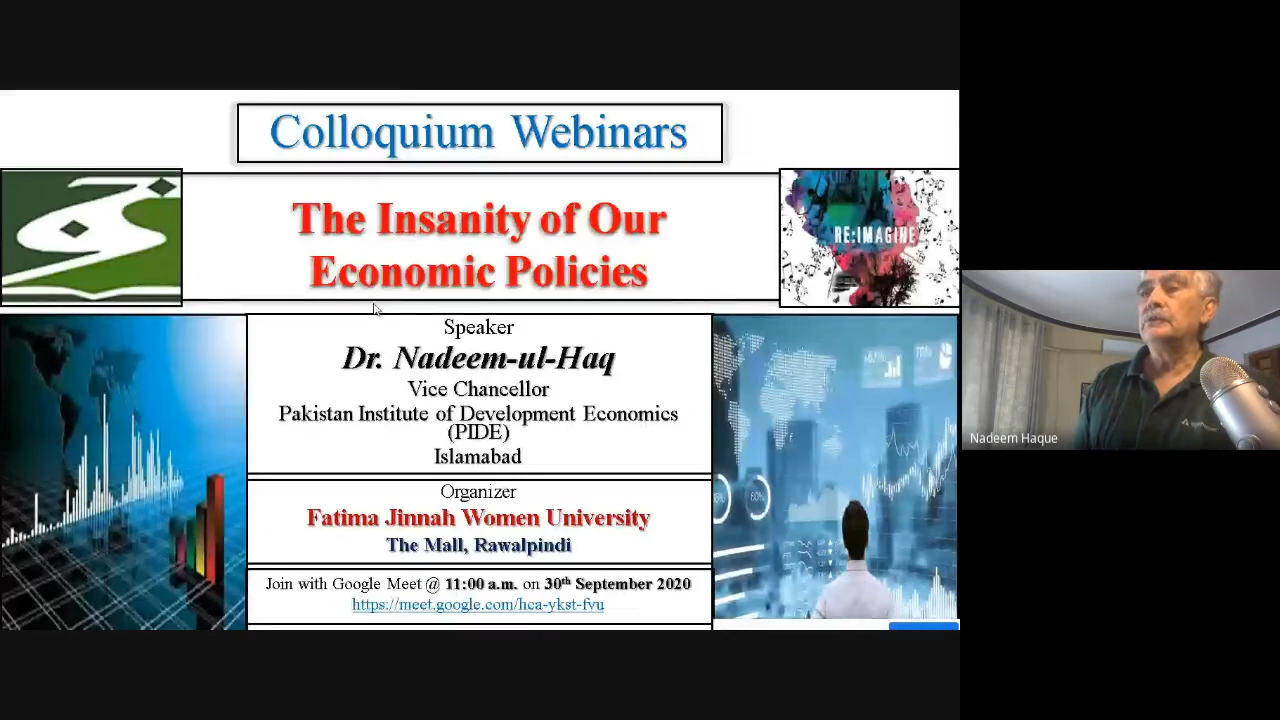 Colloquium Webinars
The Insanity of Our
Economic Policies
RE:IMAGINE
Speaker
Dr. Nadeem-ul-Haq
Vice Chancellor
Pakistan Institute of Development Economics
(PIDE)
Islamabad
Organizer
Fatima Jinnah Women University
The Mall, Rawalpindi
Join with Google Meet @ 11:00 a.m. on 30th September 2020
https://meet.google.com/hca-ykst-fvu
60%
Nadeem Haque